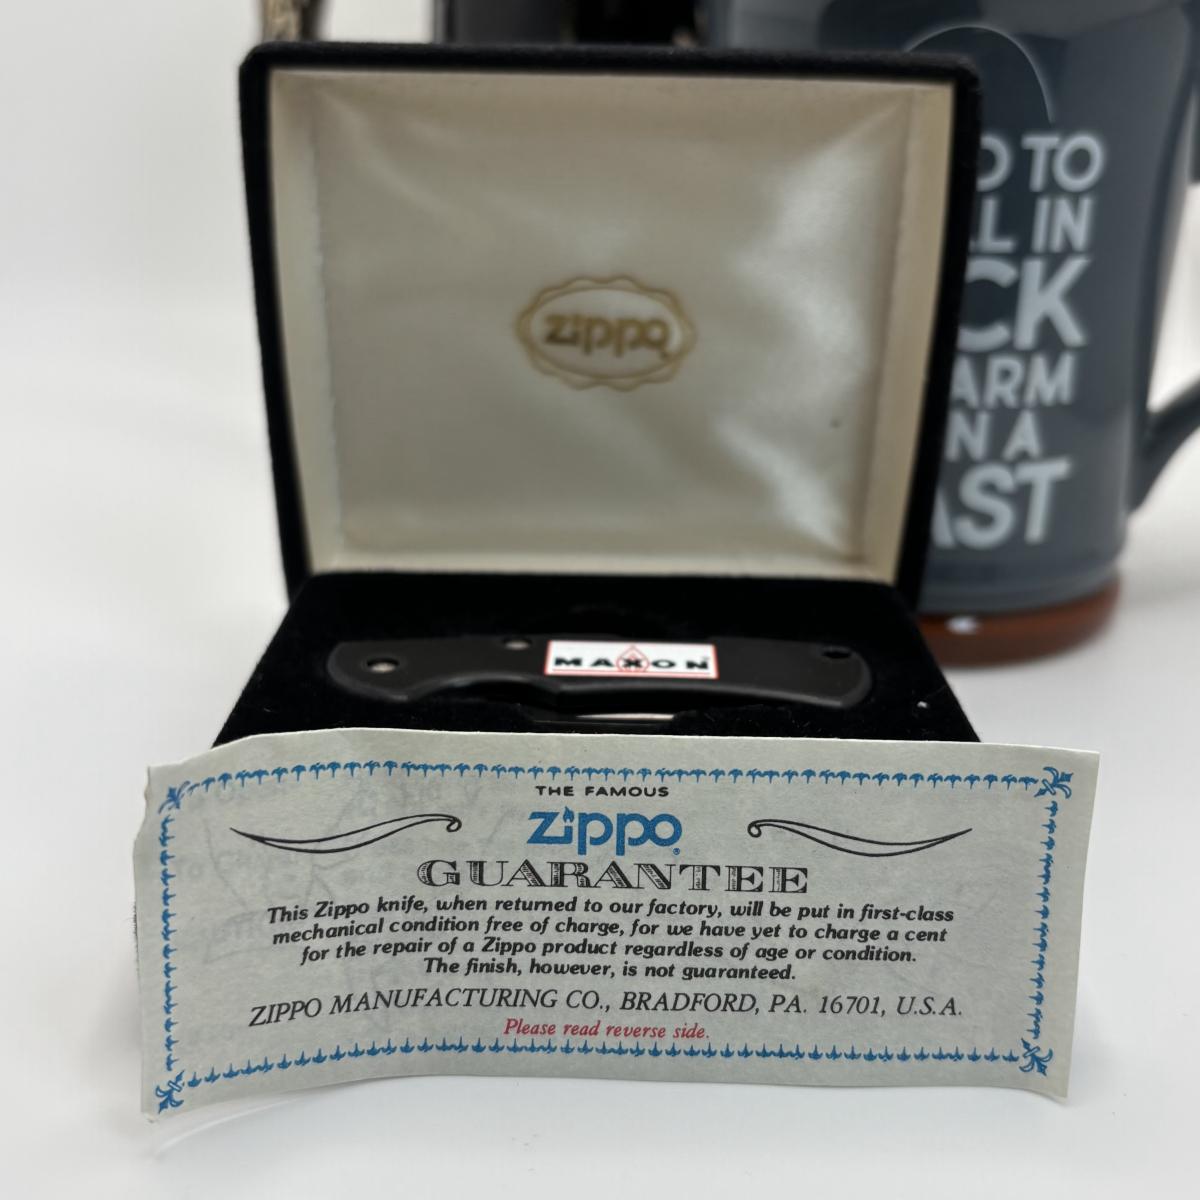 zippo
TO
IN
MAXON
THE FAMOUS
zippo®
GUARANTEE
This Zippo knife, when returned to our factory, will be put in first-class
mechanical condition free of charge, for we have yet to charge a cent
for the repair of a Zippo product regardless of age or condition.
The finish, however, is not guaranteed.
ZIPPO MANUFACTURING CO., BRADFORD, PA. 16701, U.S.A.
Please read reverse side.